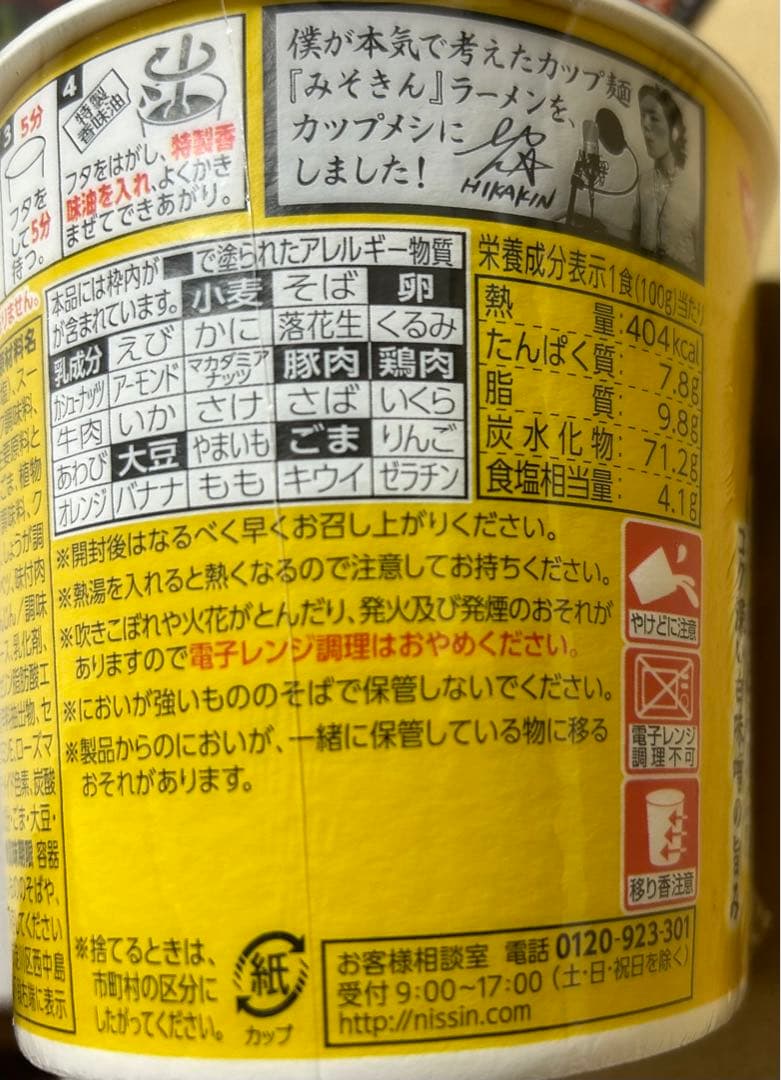 3
5分
フタを
して5分
待つ。
4
特製
香味油
フタをはがし、特製香
味油を入れ、よくかき
まぜてできあがり。
僕が本気で考えたカップ麺
『みそきん』ラーメンを、
カップメシに
しました!
HIKAKIN
りません。
本品には枠内が■で塗られたアレルギー物質
が含まれています。 小麦 そば 卵
乳成分 えび かに 落花生 くるみ
カシューナッツ アーモンド マカダミアナッツ 豚肉 鶏肉
牛肉 いか さけ さば いくら
あわび 大豆 やまいも ごま りんご
オレンジ バナナ もも キウイ ゼラチン
栄養成分表示1食(100g)当たり
熱量:404kcal
たんぱく質: 7.8g
脂質: 9.8g
炭水化物: 71.2g
食塩相当量: 4.1g
※開封後はなるべく早くお召し上がりください。
※熱湯を入れると熱くなるので注意してお持ちください。
※吹きこぼれや火花がとんだり、発火及び発煙のおそれが
ありますので電子レンジ調理はおやめください。
※においが強いもののそばで保管しないでください。
※製品からのにおいが、一緒に保管している物に移る
おそれがあります。
やけどに注意
電子レンジ
調理不可
移り香注意
※捨てるときは、
市町村の区分に
したがってください。
紙
カップ
お客様相談室 電話 0120-923-301
受付 9:00~17:00 (土・日・祝日を除く)
http://nissin.com